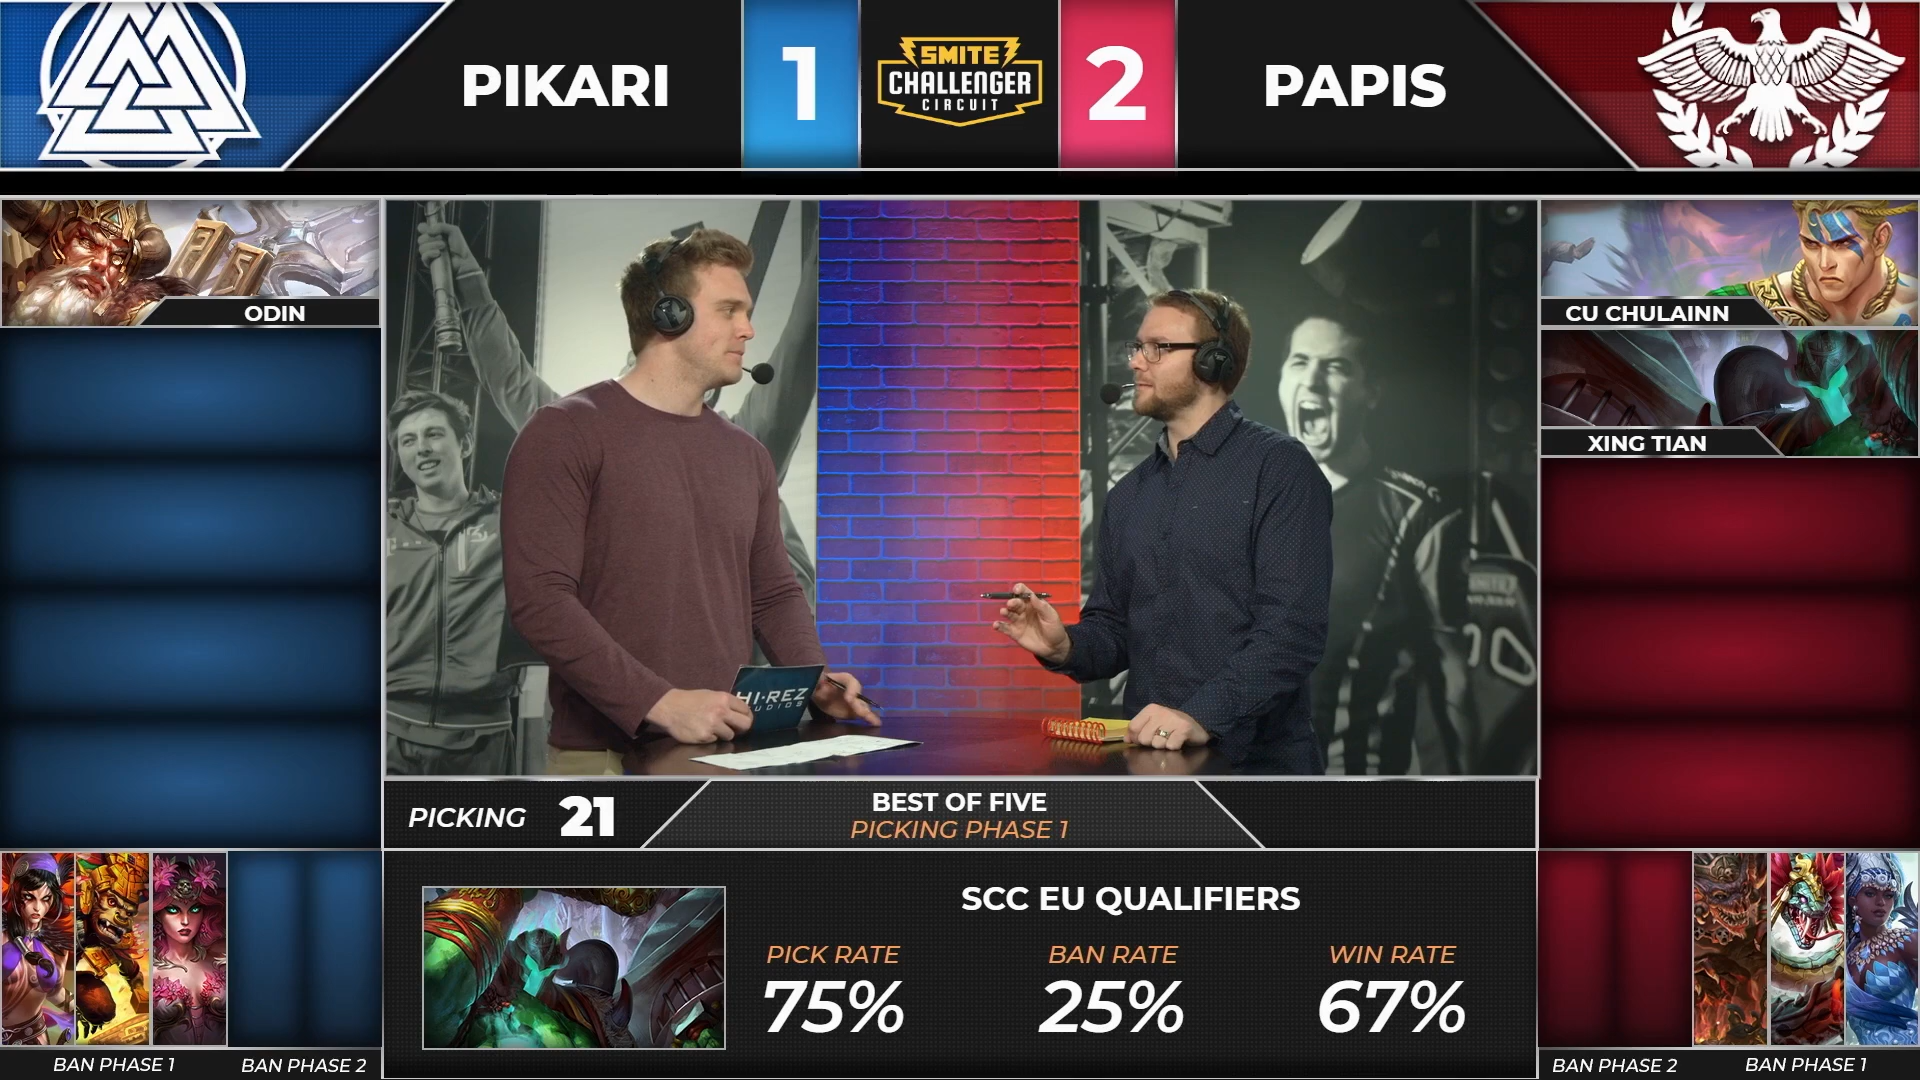 PIKARI
1
SMITE
CHALLENGER
CIRCUIT
2
PAPIS
ODIN
CU CHULAINN
XING TIAN
HI-REZ
PICKING 21
BEST OF FIVE
PICKING PHASE 1
SCC EU QUALIFIERS
PICK RATE
75%
BAN RATE
25%
WIN RATE
67%
BAN PHASE 1
BAN PHASE 2
BAN PHASE 2
BAN PHASE 1